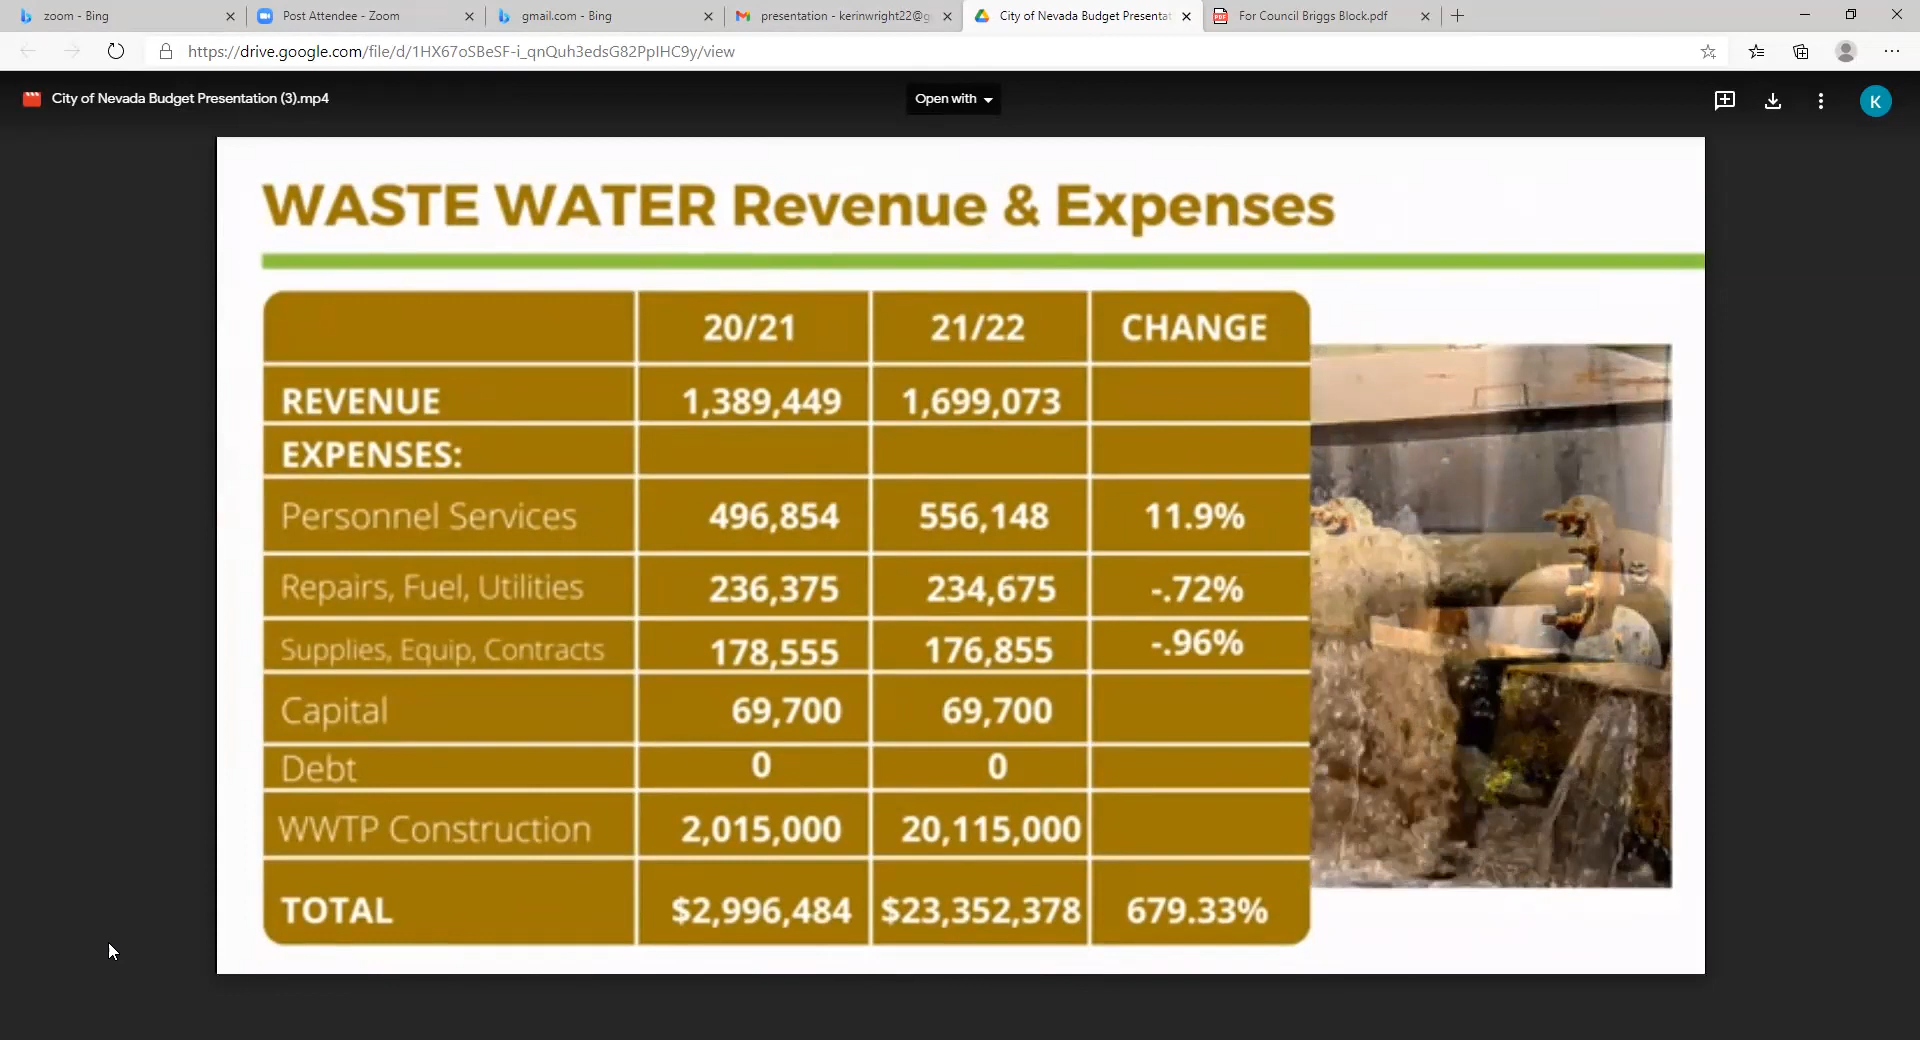 zoom - Bing
Post Attendee - Zoom
gmail.com - Bing
presentation - kerinwright22@g
City of Nevada Budget Presentat
For Council Briggs Block.pdf
https://drive.google.com/file/d/1HX67oSBeSF-i_qnQuh3edsG82PpIHC9y/view
City of Nevada Budget Presentation (3).mp4
Open with
K
WASTE WATER Revenue & Expenses
20/21 21/22 CHANGE
REVENUE 1,389,449 1,699,073
EXPENSES:
Personnel Services 496,854 556,148 11.9%
Repairs, Fuel, Utilities 236,375 234,675 -.72%
Supplies, Equip, Contracts 178,555 176,855 -.96%
Capital 69,700 69,700
Debt 0 0
WWTP Construction 2,015,000 20,115,000
TOTAL $2,996,484 $23,352,378 679.33%